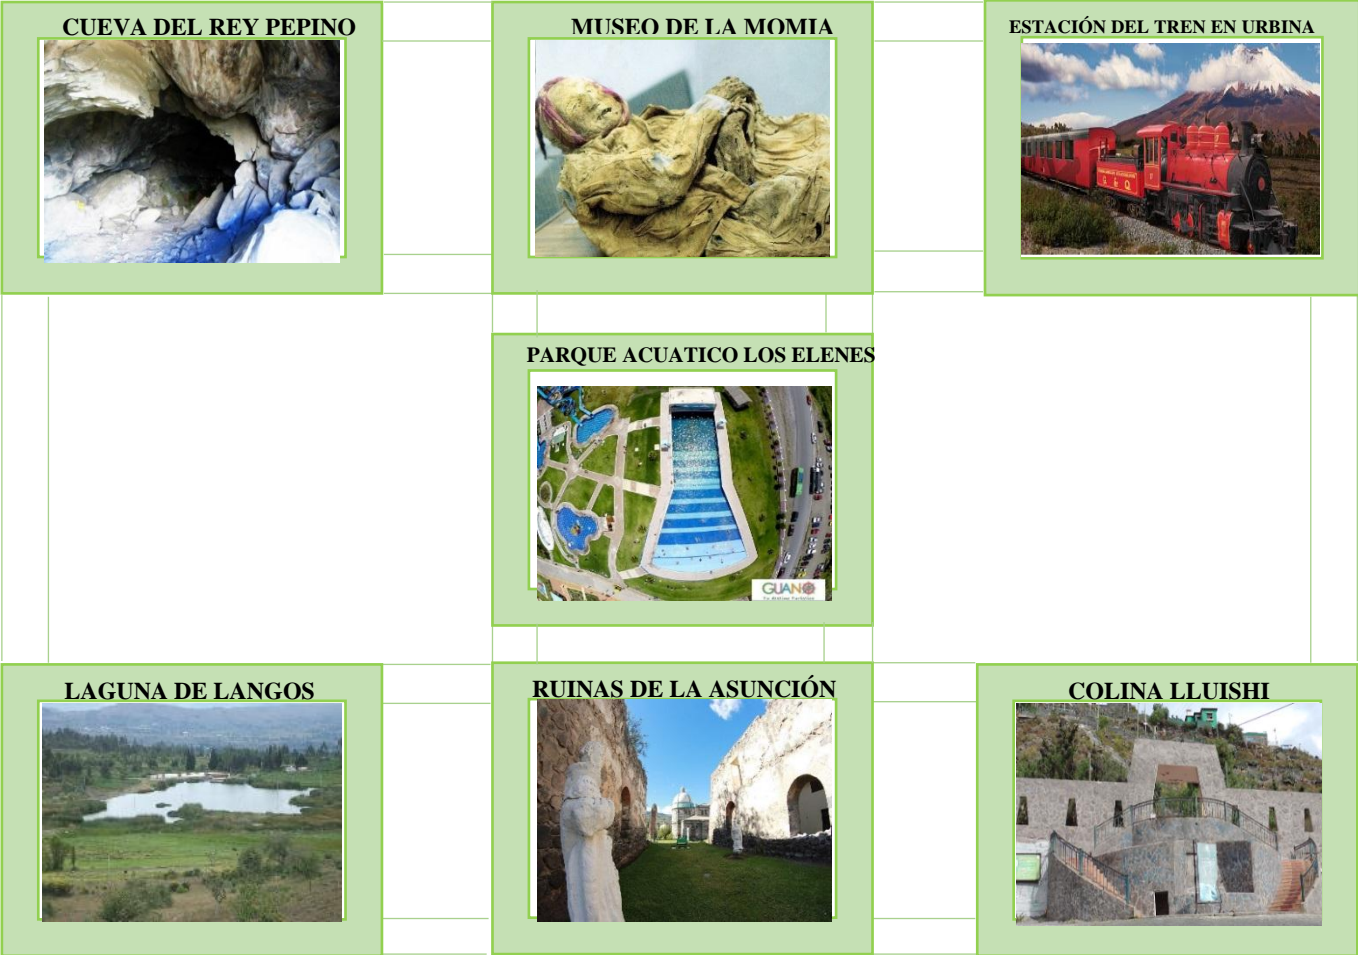 CUEVA DEL REY PEPINO
MUSEO DE LA MOMIA
ESTACIÓN DEL TREN EN URBINA
G & Q
PARQUE ACUATICO LOS ELENES
GUANO
LAGUNA DE LANGOS
RUINAS DE LA ASUNCIÓN
COLINA LLUISHI